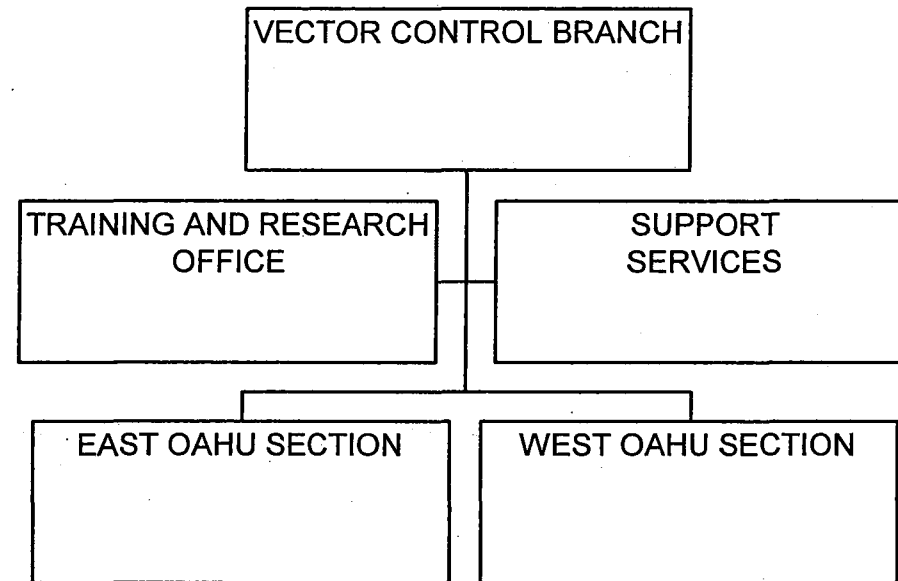 VECTOR CONTROL BRANCH
TRAINING AND RESEARCH
OFFICE
SUPPORT
SERVICES
EAST OAHU SECTION
WEST OAHU SECTION